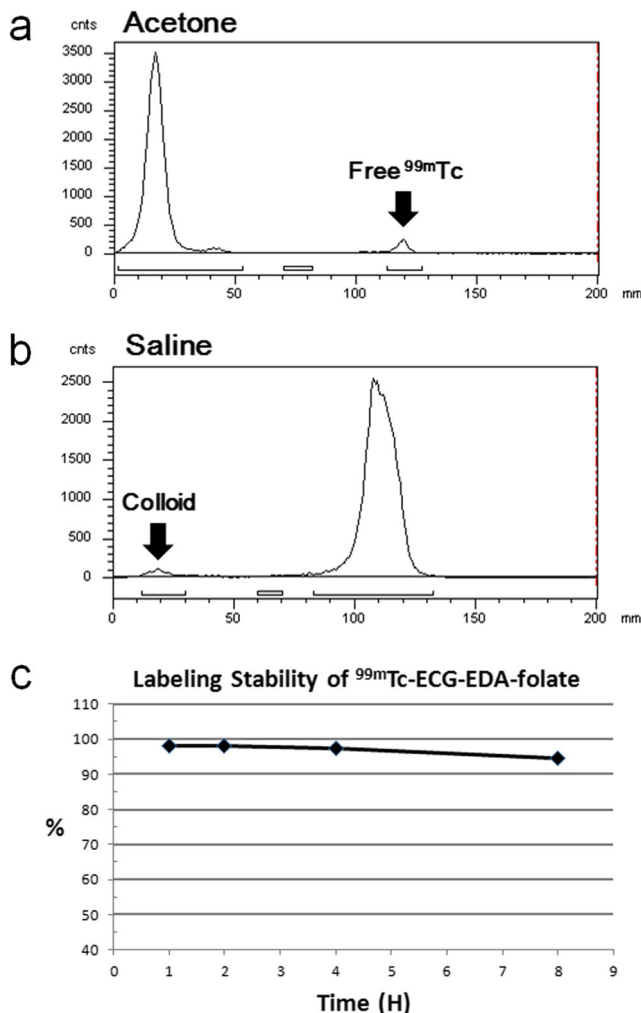 a
Acetone
cnts
3500
3000
2500
2000
1500
1000
500
0
Free 99mTc
0 50 100 150 200 mm
b
Saline
cnts
2500
2000
1500
1000
500
0
Colloid
0 50 100 150 200 mm
c
Labeling Stability of 99mTc-ECG-EDA-folate
110
100
90
80
70
60
50
40
%
0 1 2 3 4 5 6 7 8 9
Time (H)